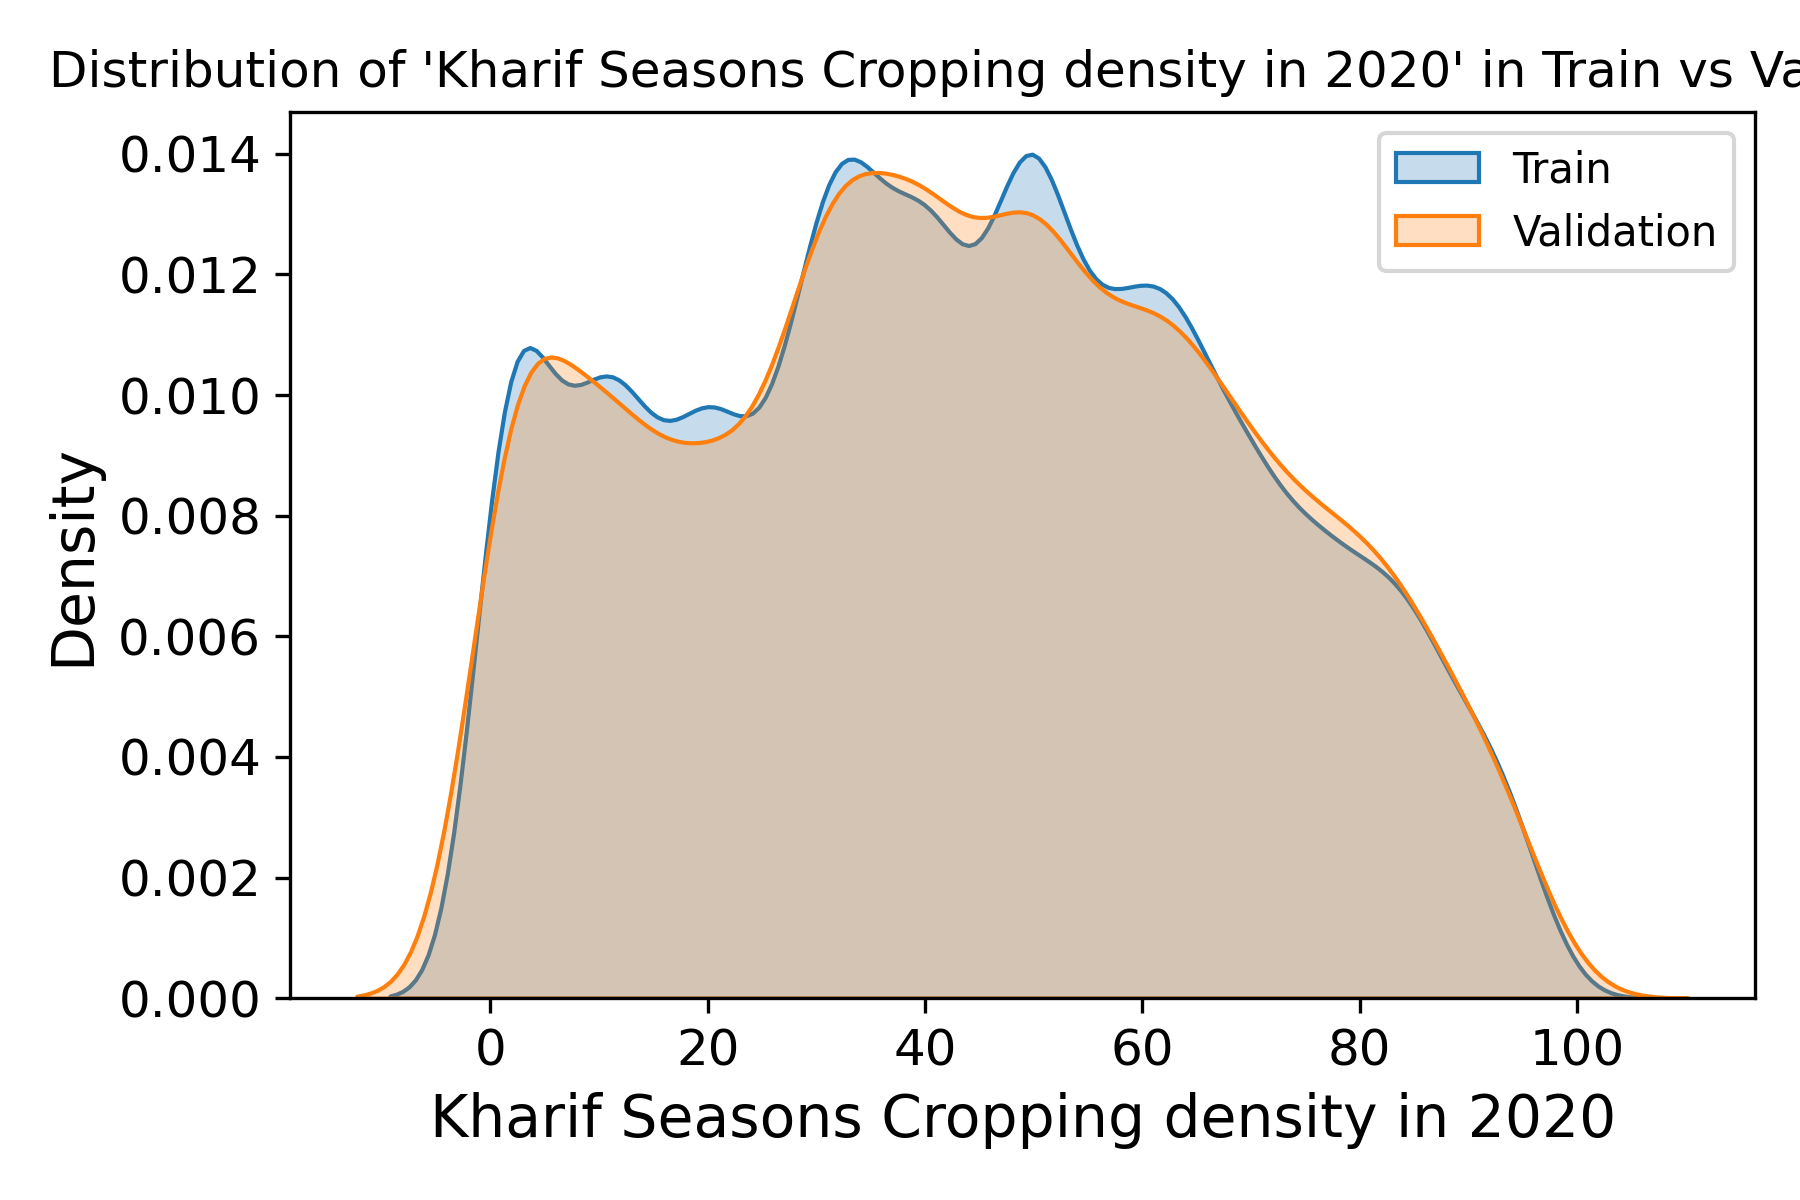 Distribution of 'Kharif Seasons Cropping density in 2020' in Train vs Va
Train
Validation
Density
0.014
0.012
0.010
0.008
0.006
0.004
0.002
0.000
0 20 40 60 80 100
Kharif Seasons Cropping density in 2020